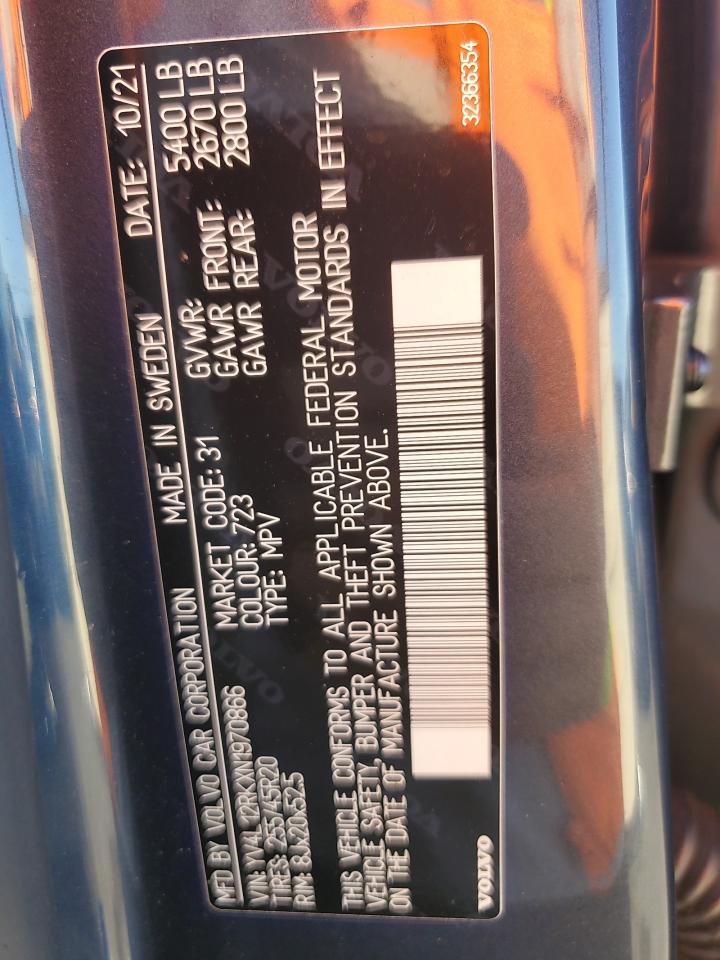 MFD BY VOLVO CAR CORPORATION MADE IN SWEDEN DATE: 10/21
TIRES: 255/45R20 MARKET CODE: 31 GVWR: 5400 LB
RIM: 8Jx20x52.5 COLOUR: 723 GAWR FRONT: 2670 LB
TYPE: MPV GAWR REAR: 2800 LB
THIS VEHICLE CONFORMS TO ALL APPLICABLE FEDERAL MOTOR
VEHICLE SAFETY, BUMPER AND THEFT PREVENTION STANDARDS IN EFFECT
ON THE DATE OF MANUFACTURE SHOWN ABOVE.
VOLVO 32366354